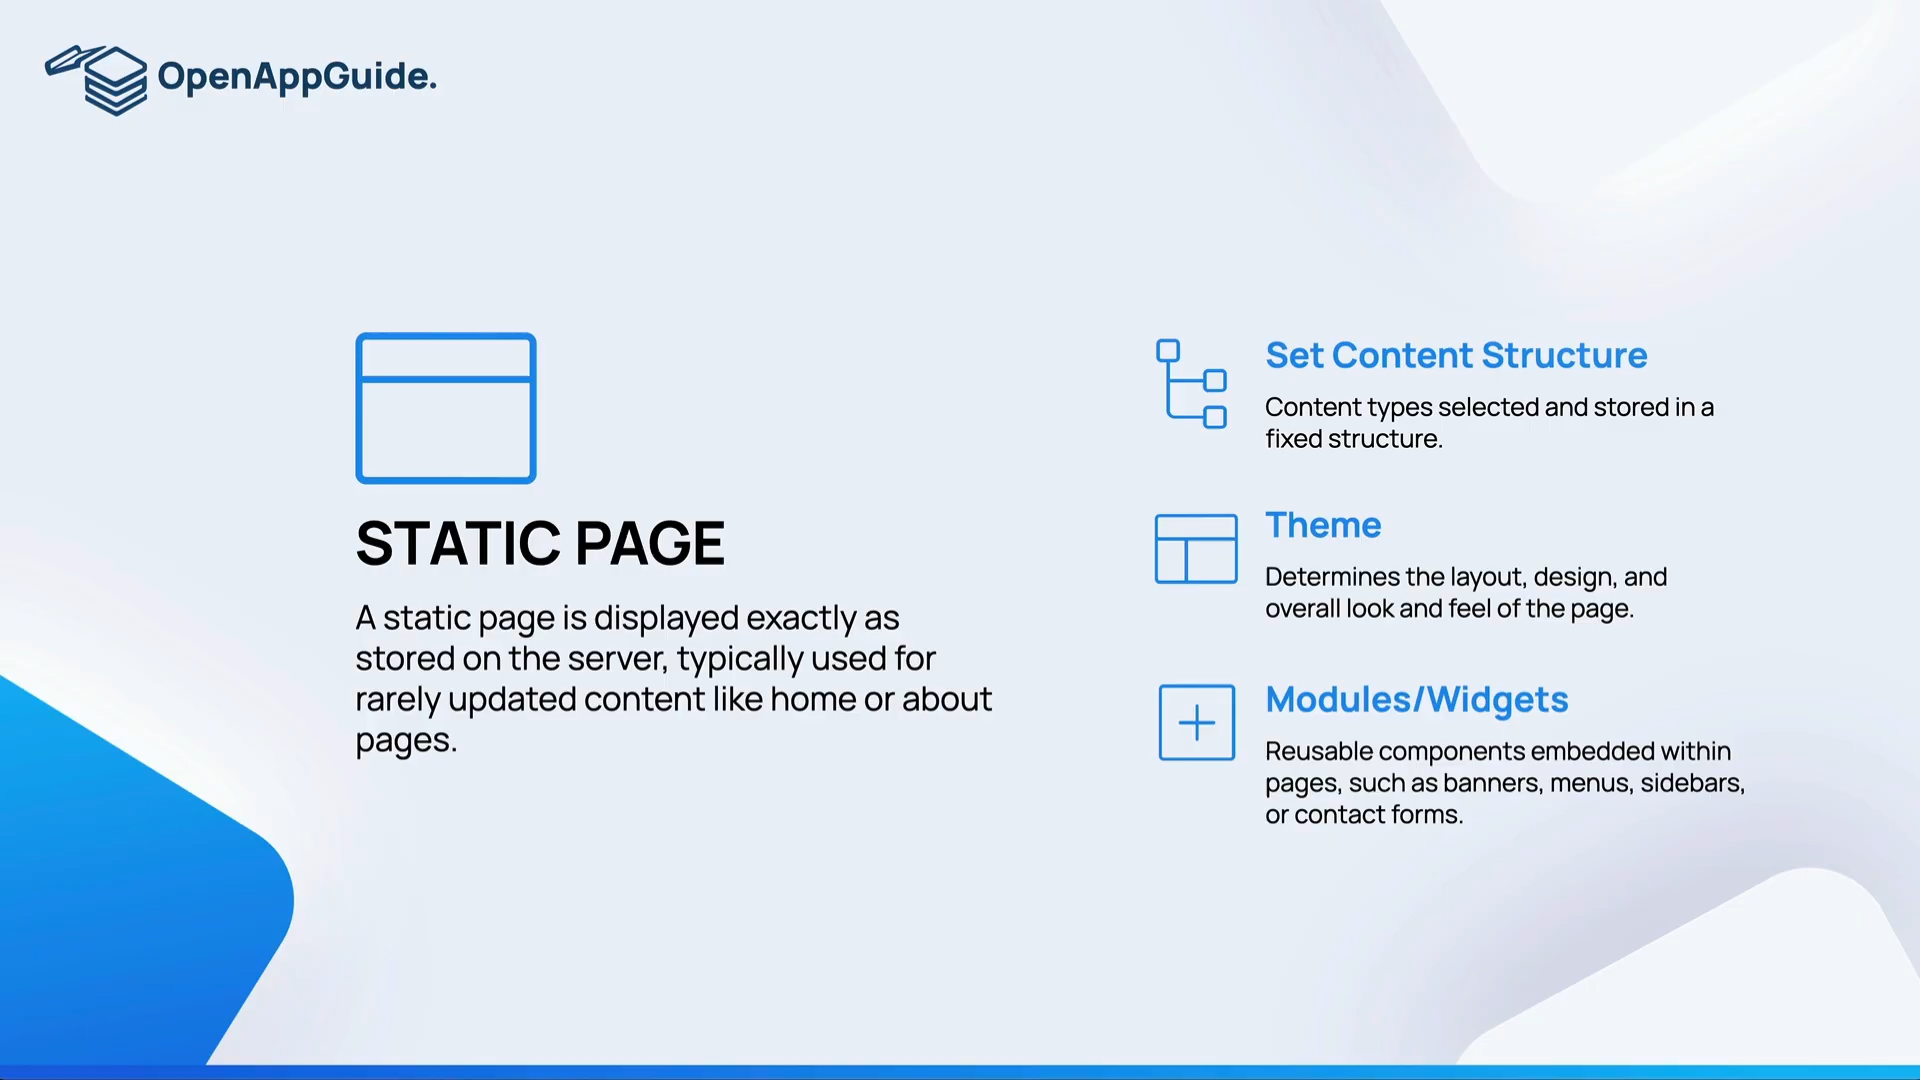 OpenAppGuide.
STATIC PAGE
A static page is displayed exactly as
stored on the server, typically used for
rarely updated content like home or about
pages.
Set Content Structure
Content types selected and stored in a
fixed structure.
Theme
Determines the layout, design, and
overall look and feel of the page.
Modules/Widgets
Reusable components embedded within
pages, such as banners, menus, sidebars,
or contact forms.